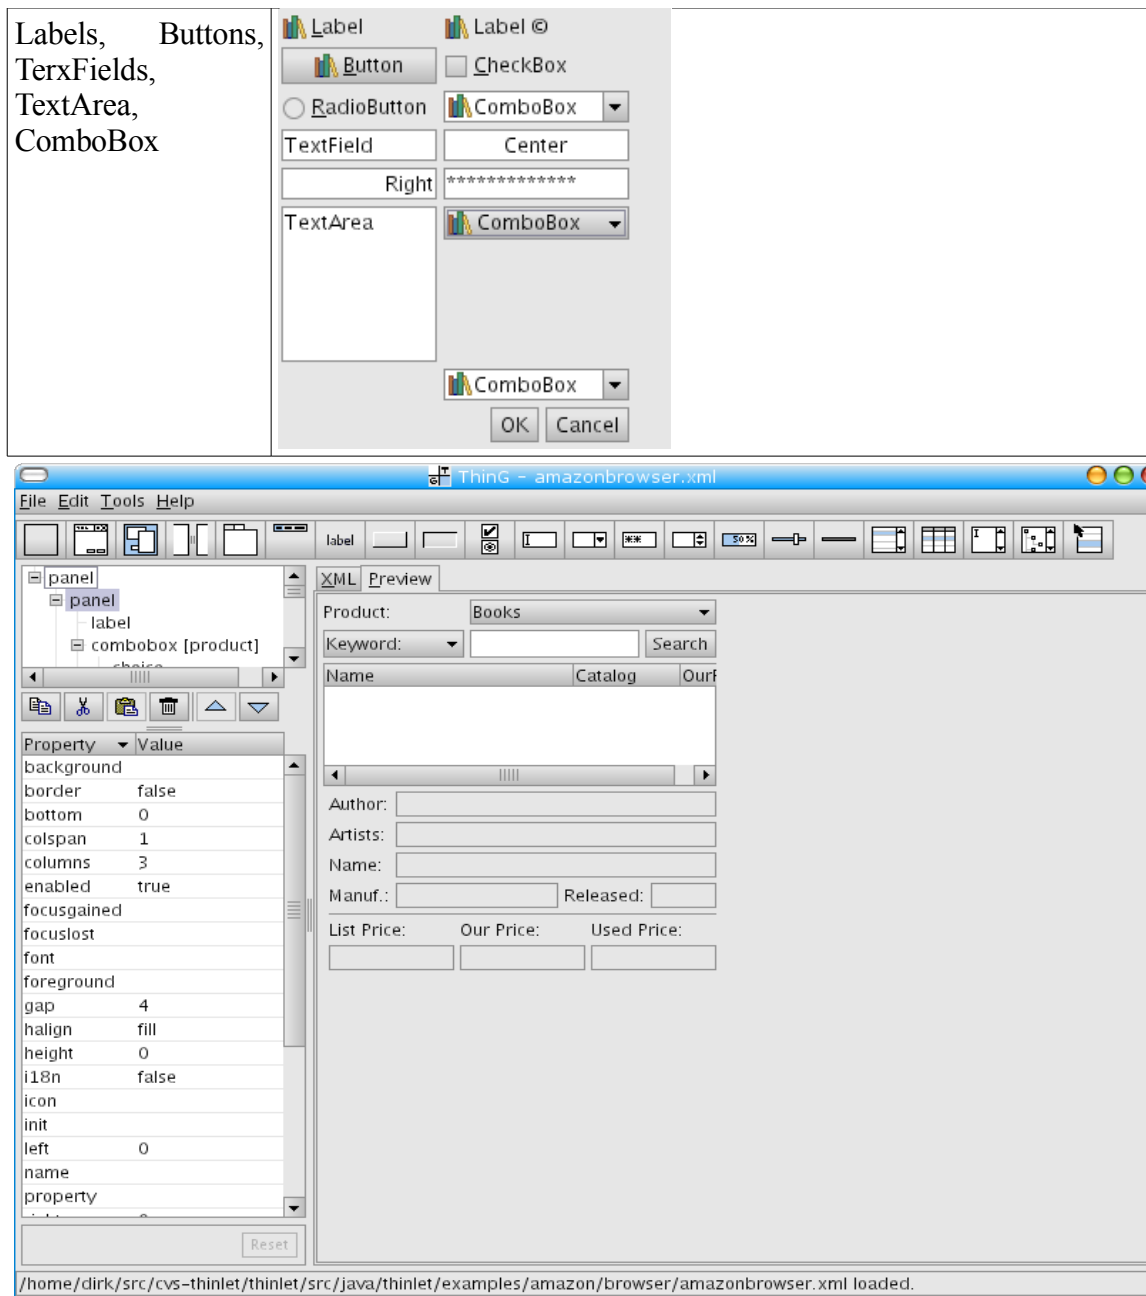 Labels, Buttons,
TerxFields,
TextArea,
ComboBox
Label Label ©
Button CheckBox
RadioButton ComboBox
TextField Center
Right *************
TextArea ComboBox
ComboBox
OK Cancel
ThinG - amazonbrowser.xml
File Edit Tools Help
label 50%
panel
panel
label
combobox [product]
choice
Property Value
background
border false
bottom 0
colspan 1
columns 3
enabled true
focusgained
focuslost
font
foreground
gap 4
halign fill
height 0
i18n false
icon
init
left 0
name
property
Reset
XML Preview
Product: Books
Keyword: Search
Name Catalog
Author:
Artists:
Name:
Manuf.: Released:
List Price: Our Price: Used Price:
/home/dirk/src/cvs-thinlet/thinlet/src/java/thinlet/examples/amazon/browser/amazonbrowser.xml loaded.